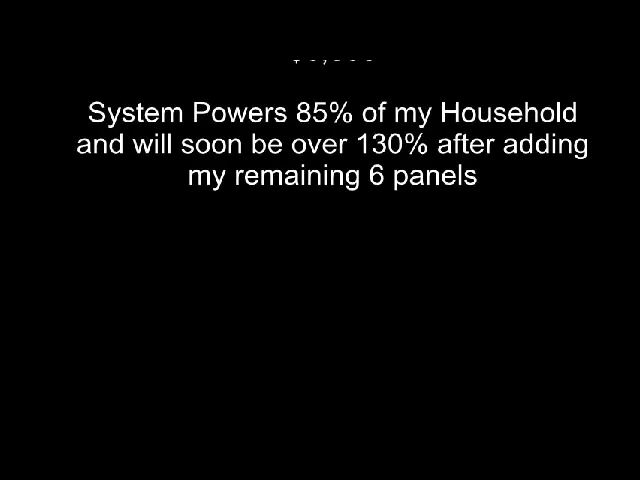 System Powers 85% of my Household
and will soon be over 130% after adding
my remaining 6 panels